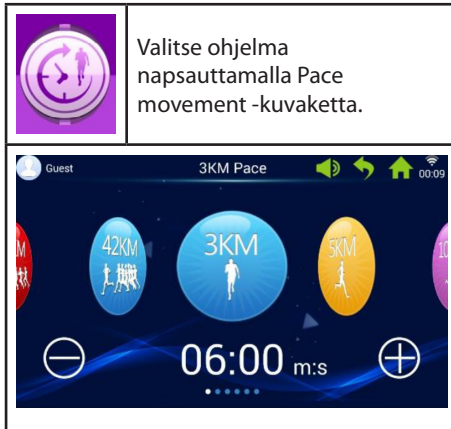 Valitse ohjelma
napsauttamalla Pace
movement -kuvaketta.
Guest
3KM Pace
00:09
42KM
3KM
5KM
06:00 m:s